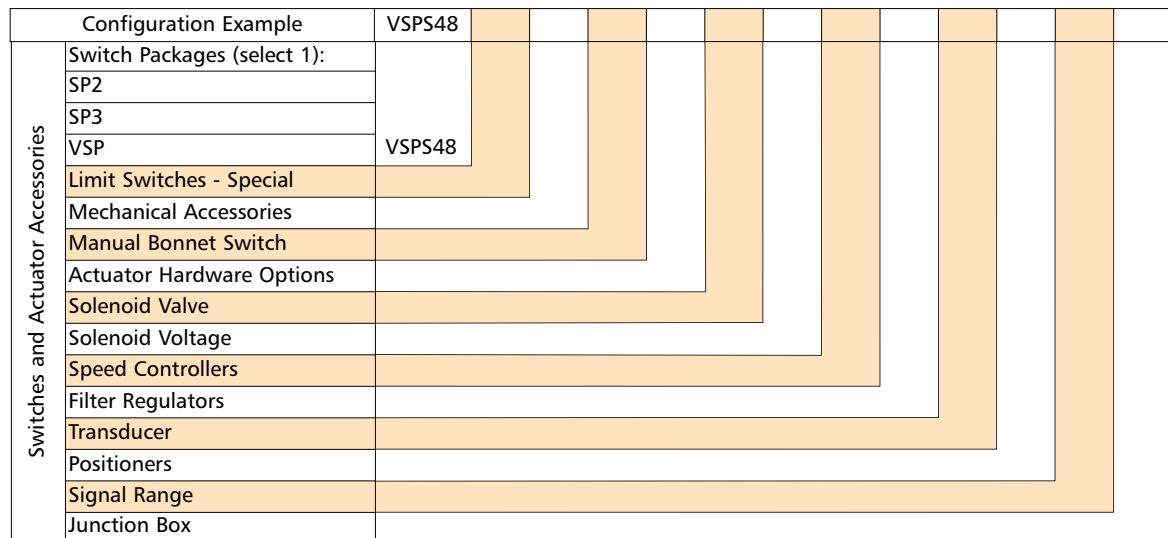 Configuration Example VSPS48
Switches and Actuator Accessories
Switch Packages (select 1):
SP2
SP3
VSP VSPS48
Limit Switches - Special
Mechanical Accessories
Manual Bonnet Switch
Actuator Hardware Options
Solenoid Valve
Solenoid Voltage
Speed Controllers
Filter Regulators
Transducer
Positioners
Signal Range
Junction Box